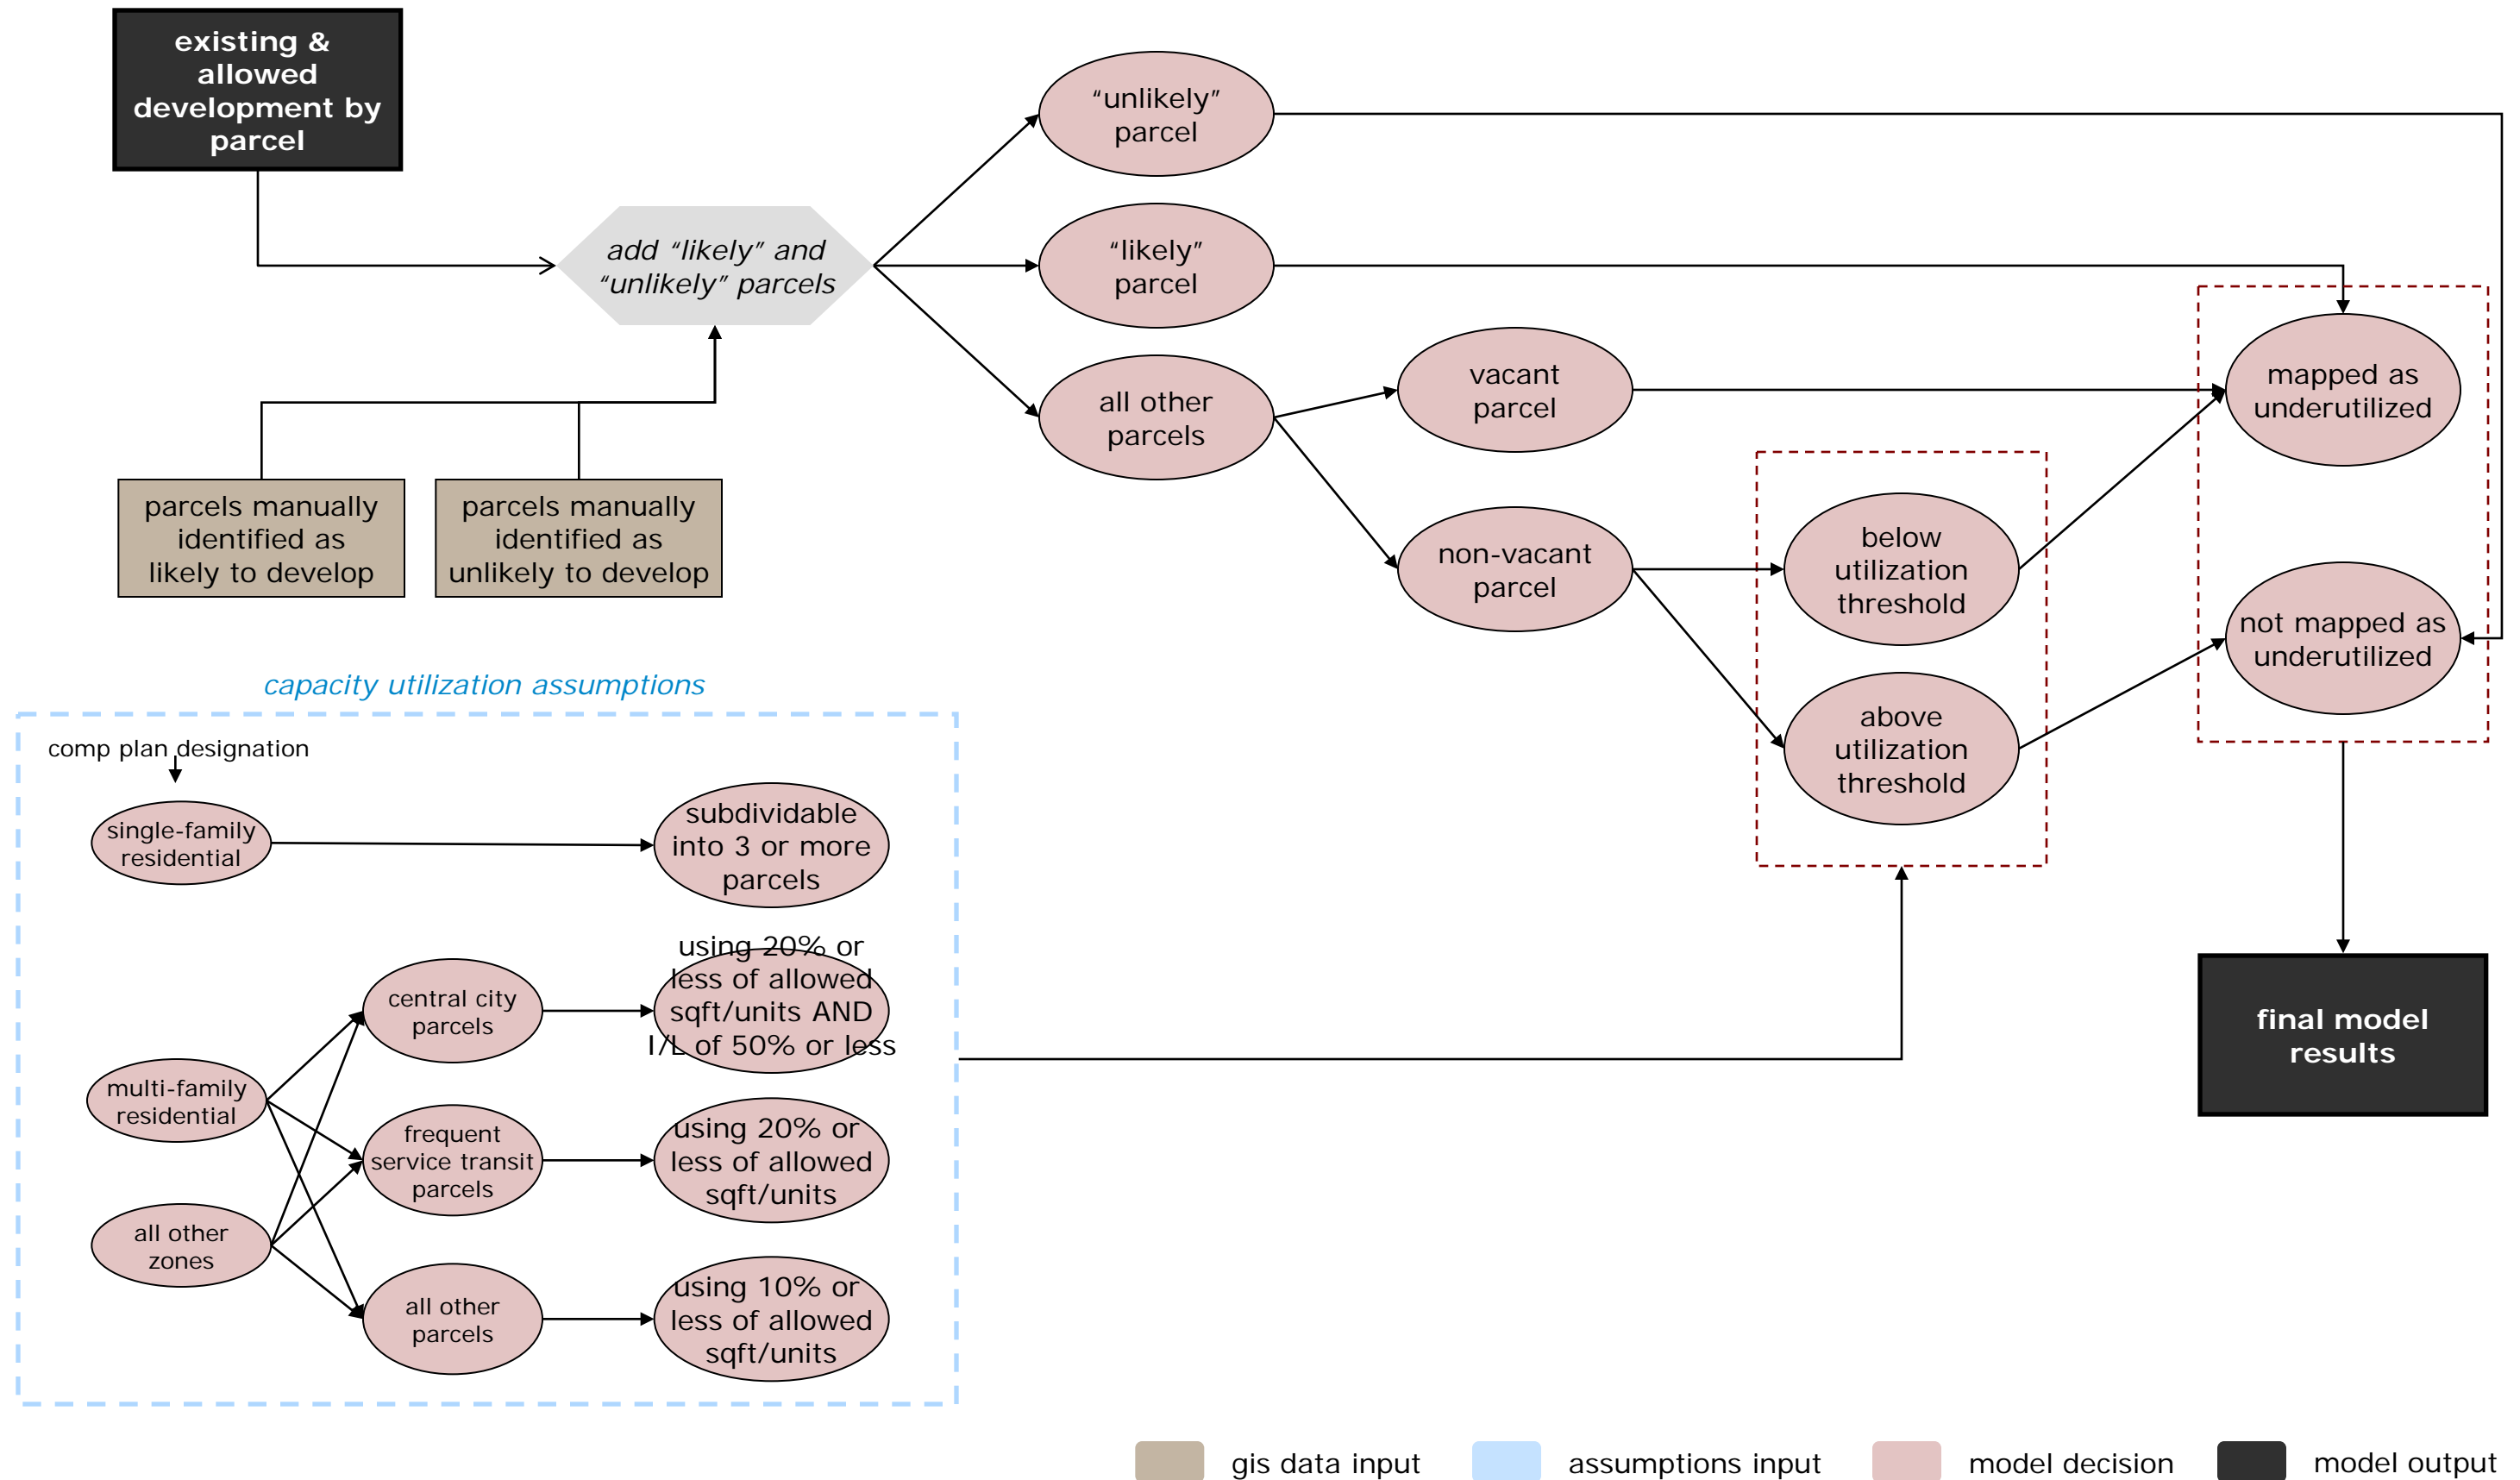 existing &
allowed
development by
parcel
add “likely” and
“unlikely” parcels
parcels manually
identified as
likely to develop
parcels manually
identified as
unlikely to develop
“unlikely”
parcel
“likely”
parcel
all other
parcels
vacant
parcel
non-vacant
parcel
below
utilization
threshold
above
utilization
threshold
mapped as
underutilized
not mapped as
underutilized
final model
results
capacity utilization assumptions
comp plan designation
single-family
residential
subdividable
into 3 or more
parcels
multi-family
residential
all other
zones
central city
parcels
frequent
service transit
parcels
all other
parcels
using 20% or
less of allowed
sqft/units AND
I/L of 50% or less
using 20% or
less of allowed
sqft/units
using 10% or
less of allowed
sqft/units
gis data input
assumptions input
model decision
model output